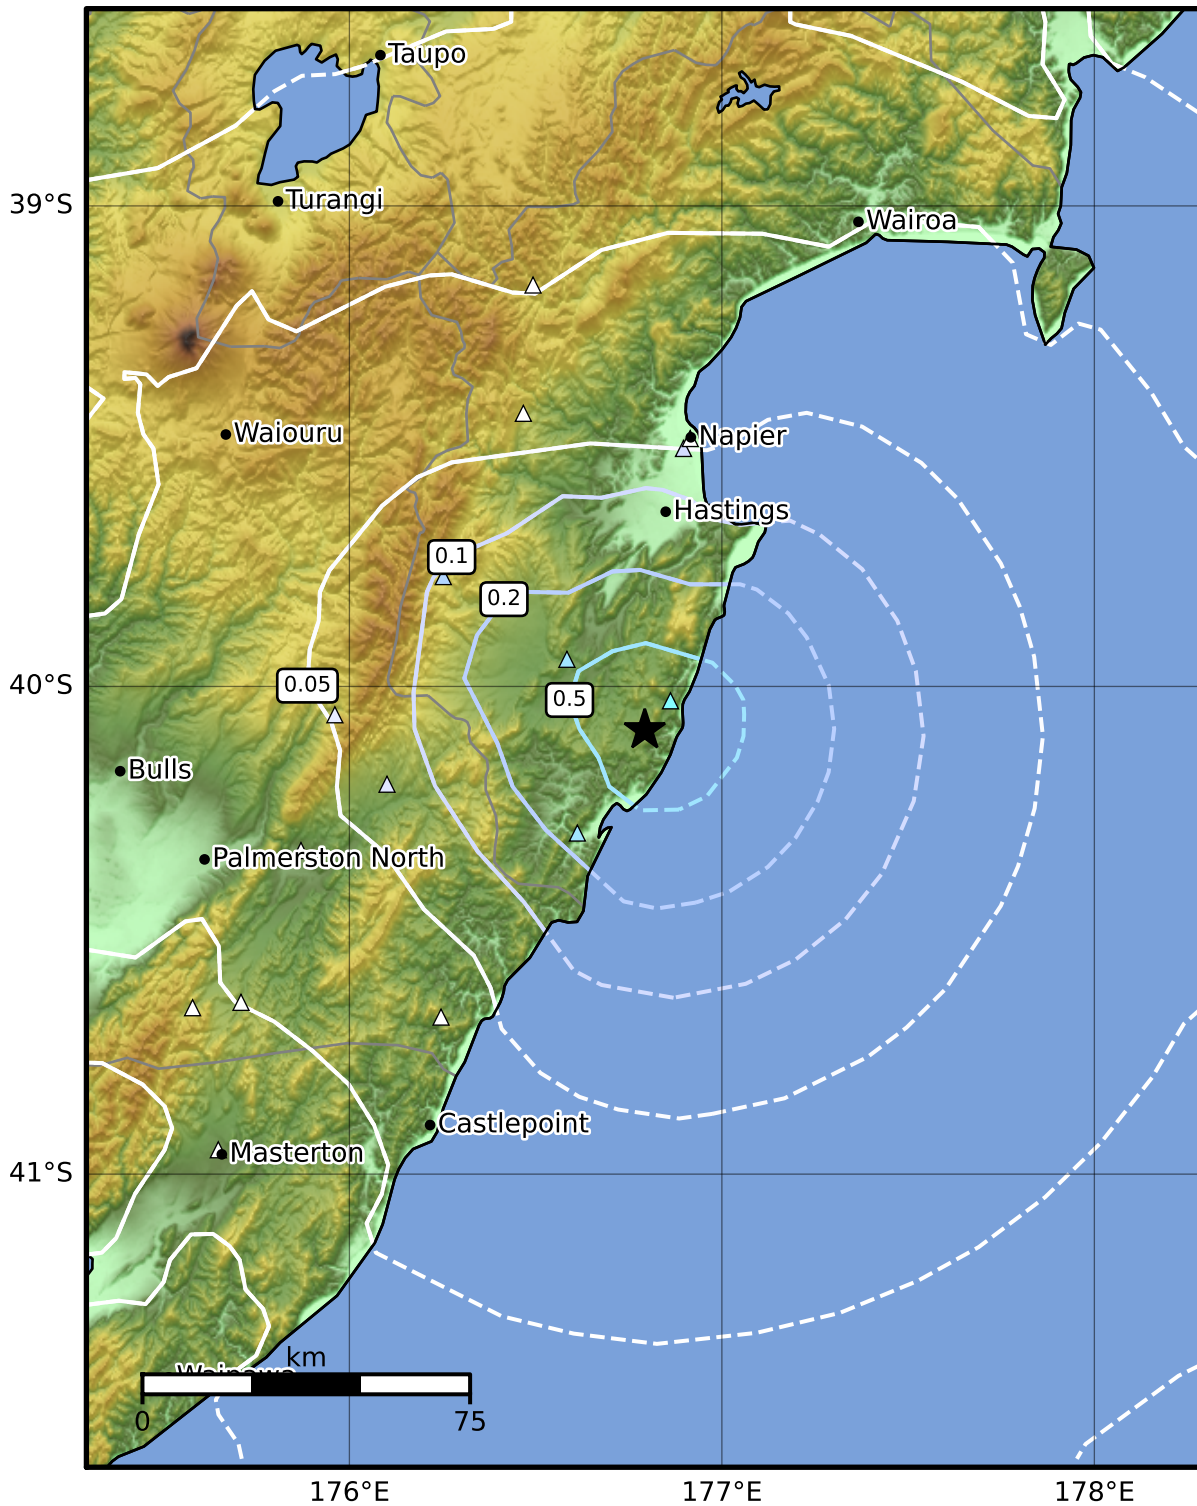 Taupo
39°S
Turangi
Wairoa
Waiouru
Napier
Hastings
0.1
0.2
40°S
0.05
0.5
Bulls
Palmerston North
Castlepoint
Masterton
41°S
km
0
75
176°E
177°E
178°E